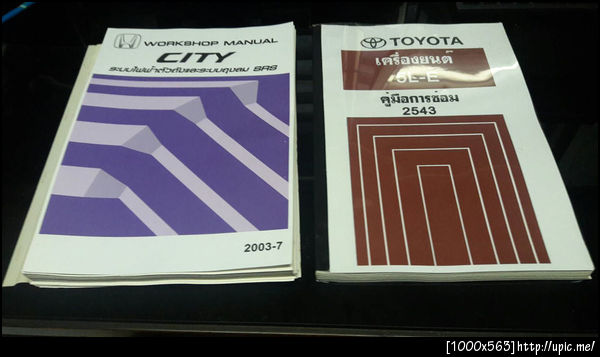 WORKSHOP MANUAL
CITY
ระบบไฟฟ้าตัวถังและระบบถุงลม SRS
2003-7
TOYOTA
เครื่องยนต์
5E-E
คู่มือการซ่อม
2543
[1000x563]http://upic.me/